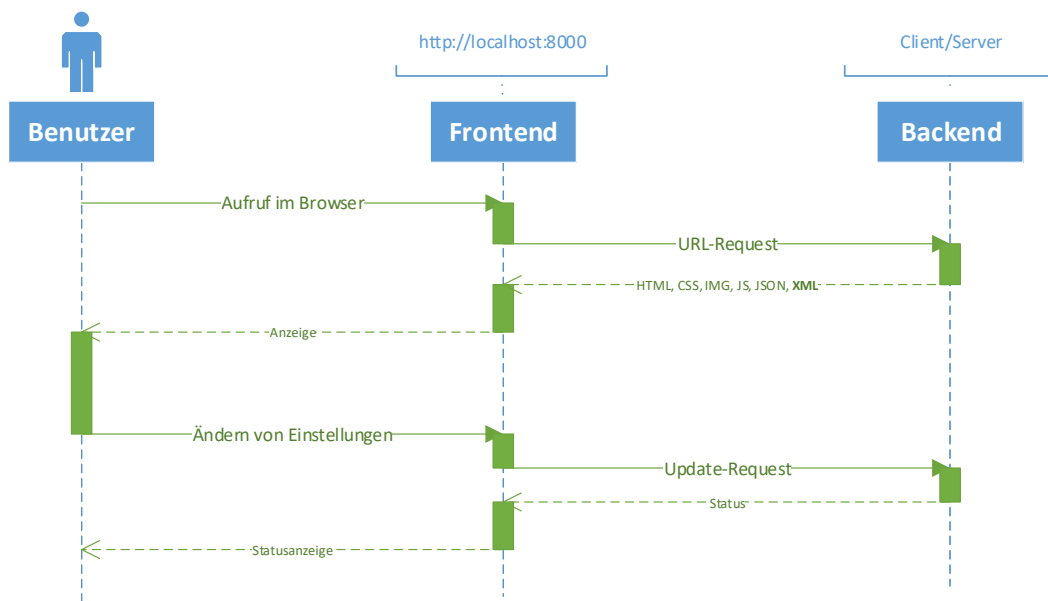 http://localhost:8000
Client/Server
Benutzer
Frontend
Backend
Aufruf im Browser
URL-Request
HTML, CSS, IMG, JS, JSON, XML
Anzeige
Ändern von Einstellungen
Update-Request
Status
Statusanzeige